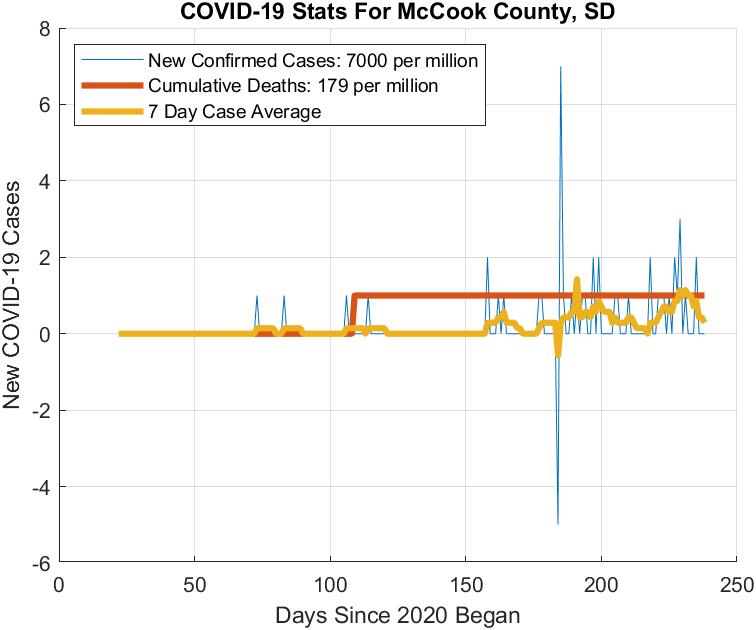 COVID-19 Stats For McCook County, SD
8
New Confirmed Cases: 7000 per million
Cumulative Deaths: 179 per million
7 Day Case Average
6
4
2
0
-2
-4
-6
New COVID-19 Cases
0 50 100 150 200 250
Days Since 2020 Began